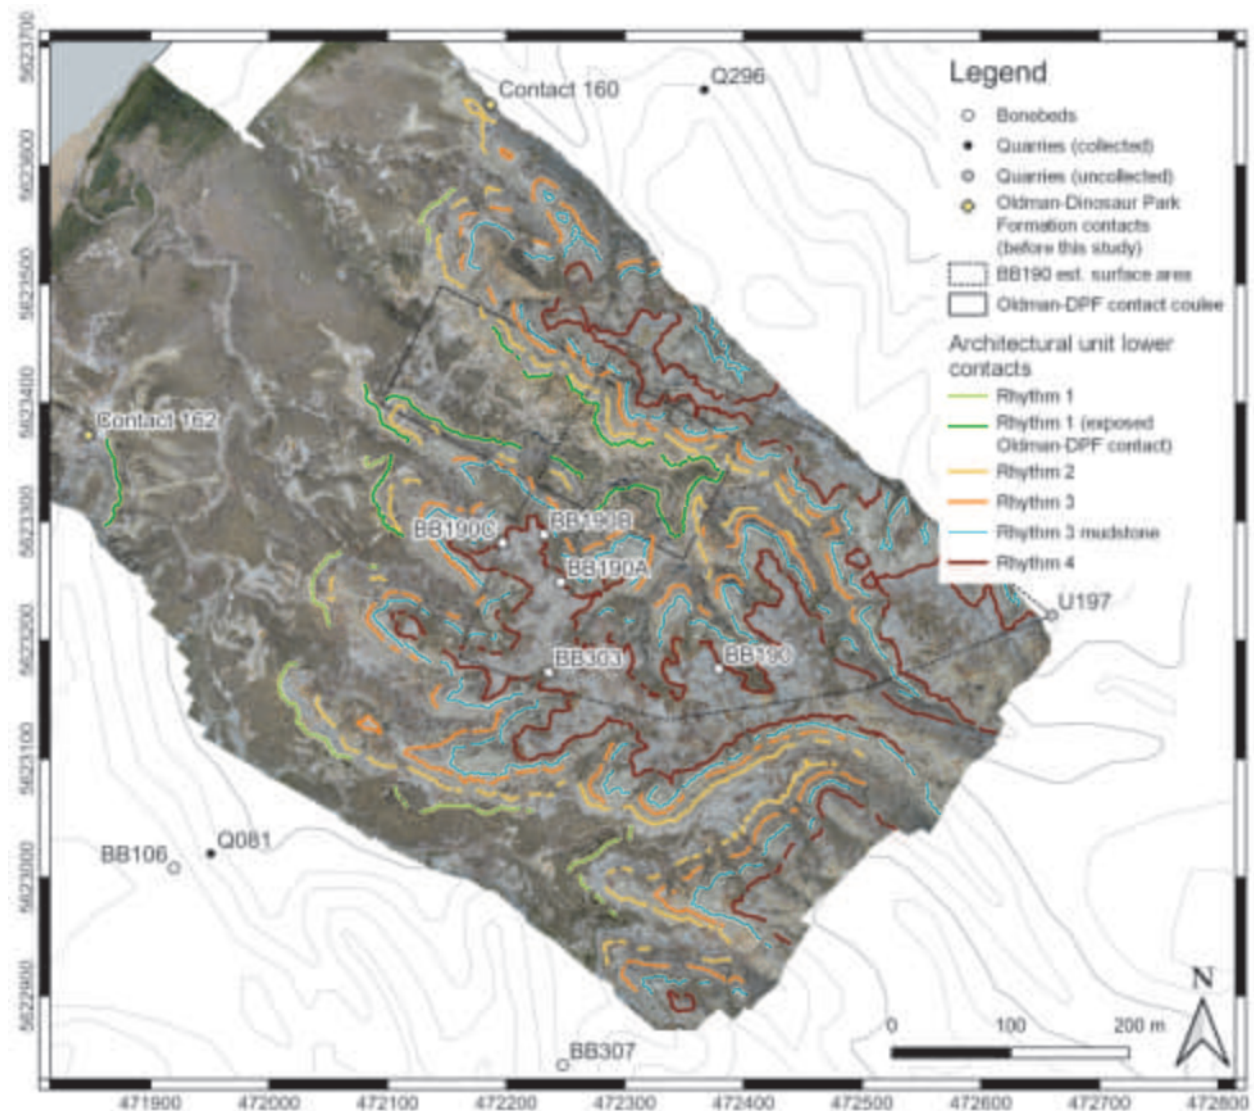 5623700
5623600
5623500
5623400
5623300
5623200
5623100
5623000
5622900
Contact 160
Q296
Contact 162
BB190C
BB190B
BB190A
BB303
BB190
U197
Q081
BB106
BB307
Legend
Bonebeds
Quarries (collected)
Quarries (uncollected)
Oldman-Dinosaur Park
Formation contacts
(before this study)
BB190 est. surface area
Oldman-DPF contact coulee
Architectural unit lower
contacts
Rhythm 1
Rhythm 1 (exposed
Oldman-DPF contact)
Rhythm 2
Rhythm 3
Rhythm 3 mudstone
Rhythm 4
N
0 100 200 m
471900 472000 472100 472200 472300 472400 472500 472600 472700 472800